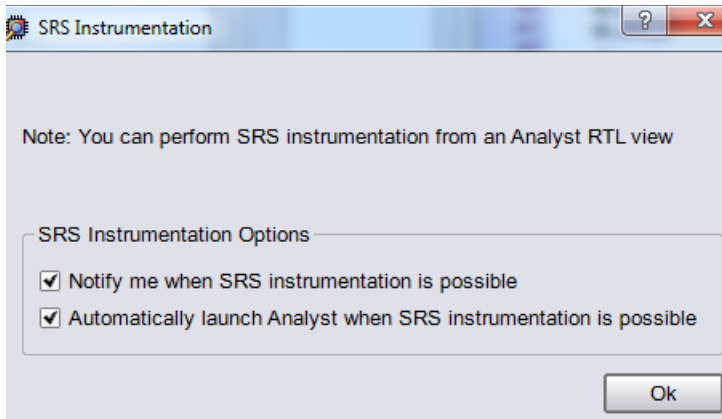 SRS Instrumentation
?
X
Note: You can perform SRS instrumentation from an Analyst RTL view
SRS Instrumentation Options
Notify me when SRS instrumentation is possible
Automatically launch Analyst when SRS instrumentation is possible
Ok